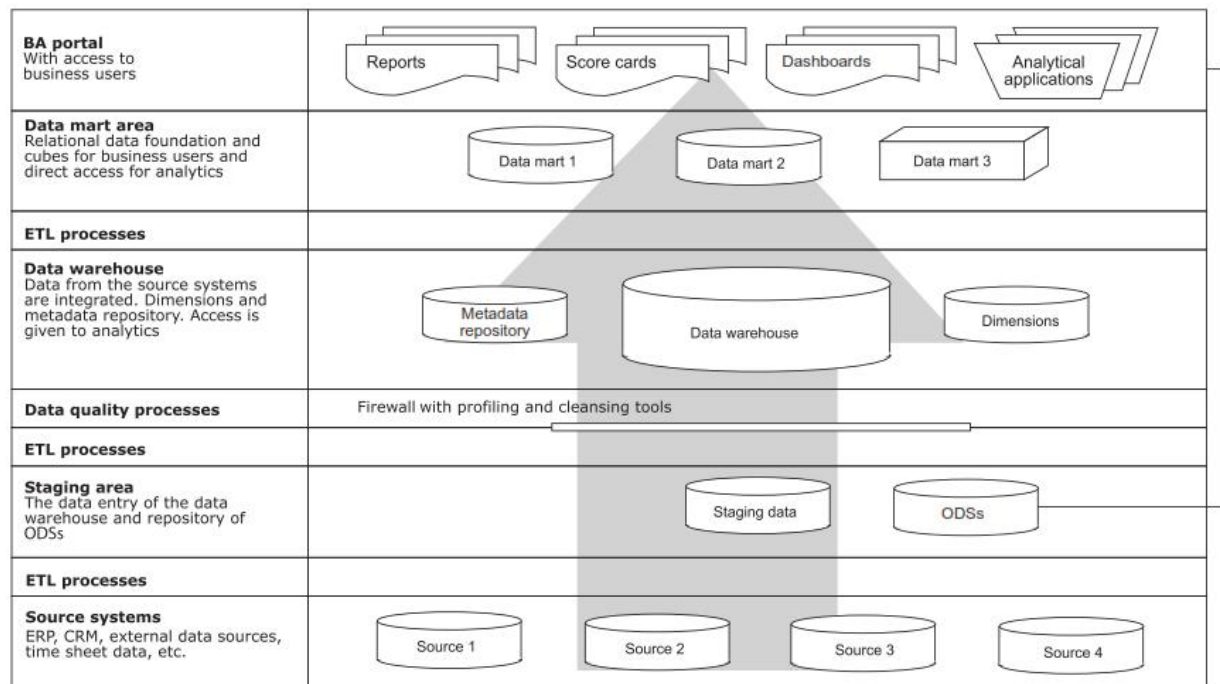 BA portal
With access to
business users
Reports
Score cards
Dashboards
Analytical
applications
Data mart area
Relational data foundation and
cubes for business users and
direct access for analytics
Data mart 1
Data mart 2
Data mart 3
ETL processes
Data warehouse
Data from the source systems
are integrated. Dimensions and
metadata repository. Access is
given to analytics
Metadata
repository
Data warehouse
Dimensions
Data quality processes
Firewall with profiling and cleansing tools
ETL processes
Staging area
The data entry of the data
warehouse and repository of
ODSs
Staging data
ODSs
ETL processes
Source systems
ERP, CRM, external data sources,
time sheet data, etc.
Source 1
Source 2
Source 3
Source 4